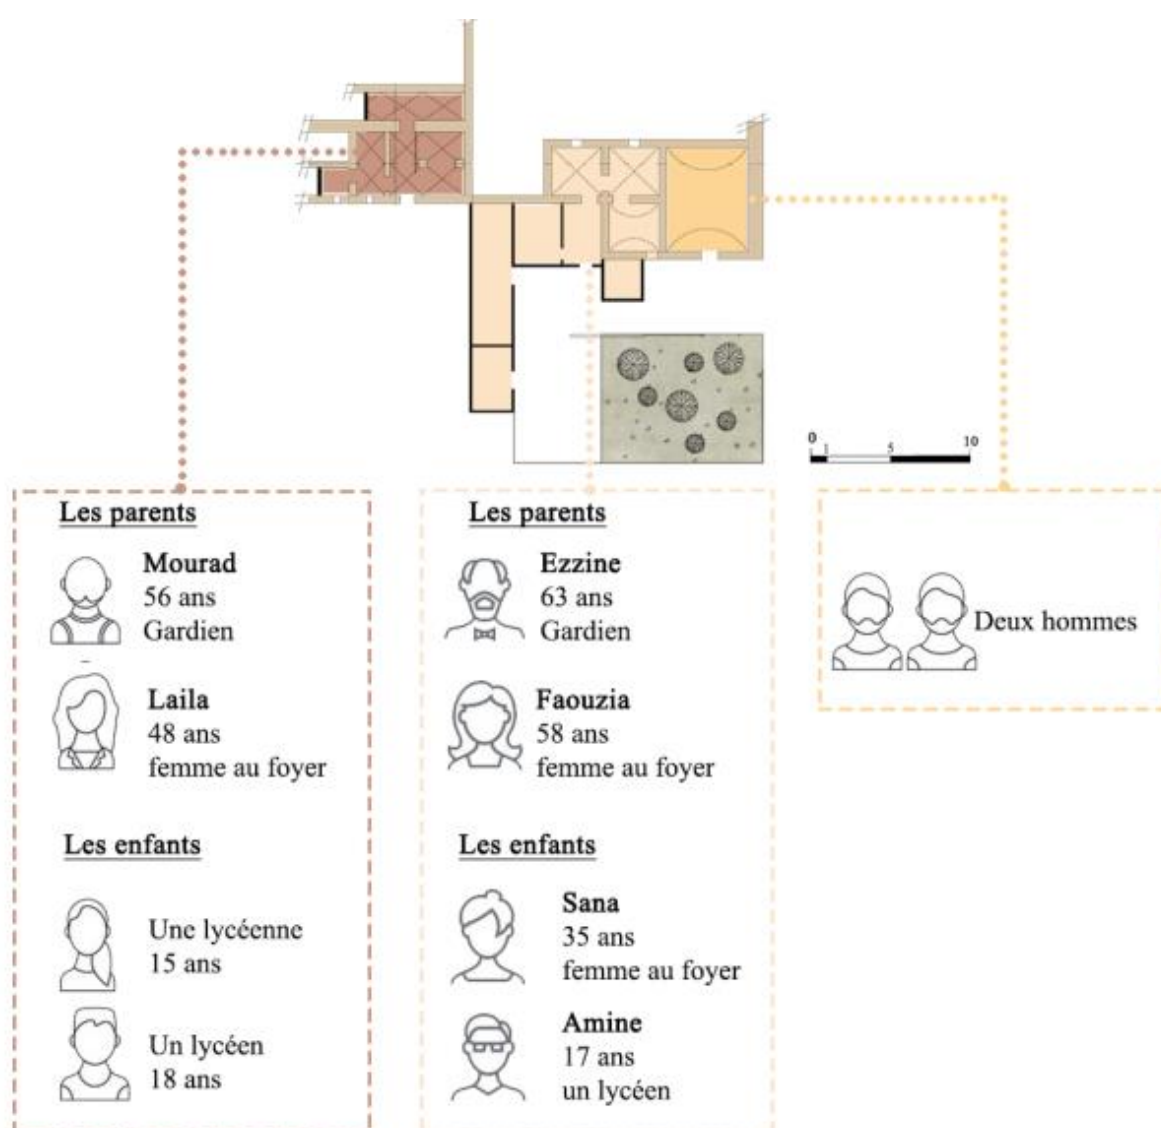 0
1
5
10
Les parents
Mourad
56 ans
Gardien
Laila
48 ans
femme au foyer
Les enfants
Une lycéenne
15 ans
Un lycéen
18 ans
Les parents
Ezzine
63 ans
Gardien
Faouzia
58 ans
femme au foyer
Les enfants
Sana
35 ans
femme au foyer
Amine
17 ans
un lycéen
Deux hommes